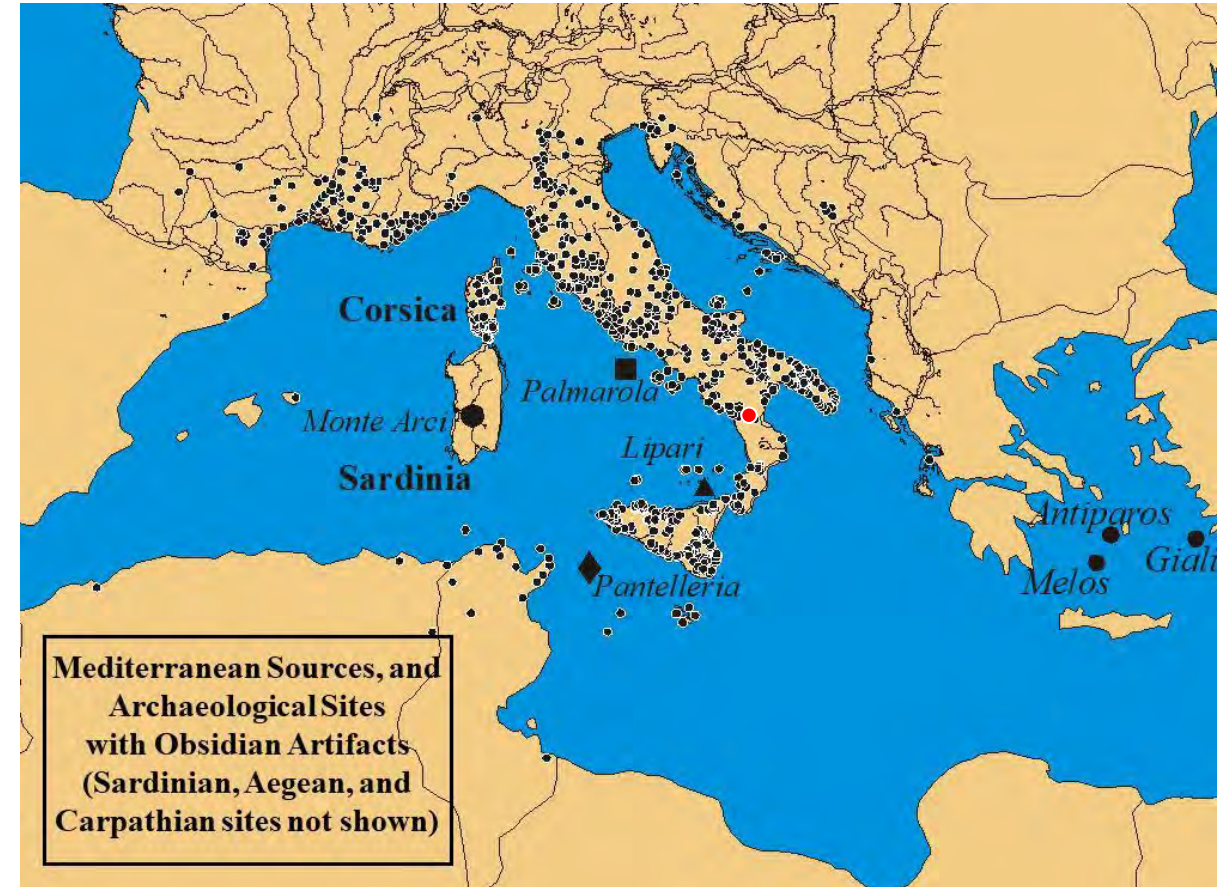 Corsica
Palmarola
Monte Arci
Lipari
Sardinia
Antiparos
Giali
Melos
Pantelleria
Mediterranean Sources, and
Archaeological Sites
with Obsidian Artifacts
(Sardinian, Aegean, and
Carpathian sites not shown)